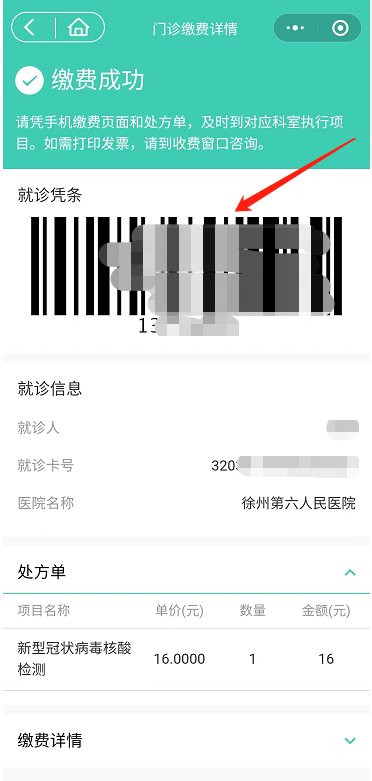 门诊缴费详情
缴费成功
请凭手机缴费页面和处方单，及时到对应科室执行项
目。如需打印发票，请到收费窗口咨询。
就诊凭条
13
就诊信息
就诊人
就诊卡号 320
医院名称 徐州第六人民医院
处方单
项目名称 单价(元) 数量 金额(元)
新型冠状病毒核酸
检测 16.0000 1 16
缴费详情